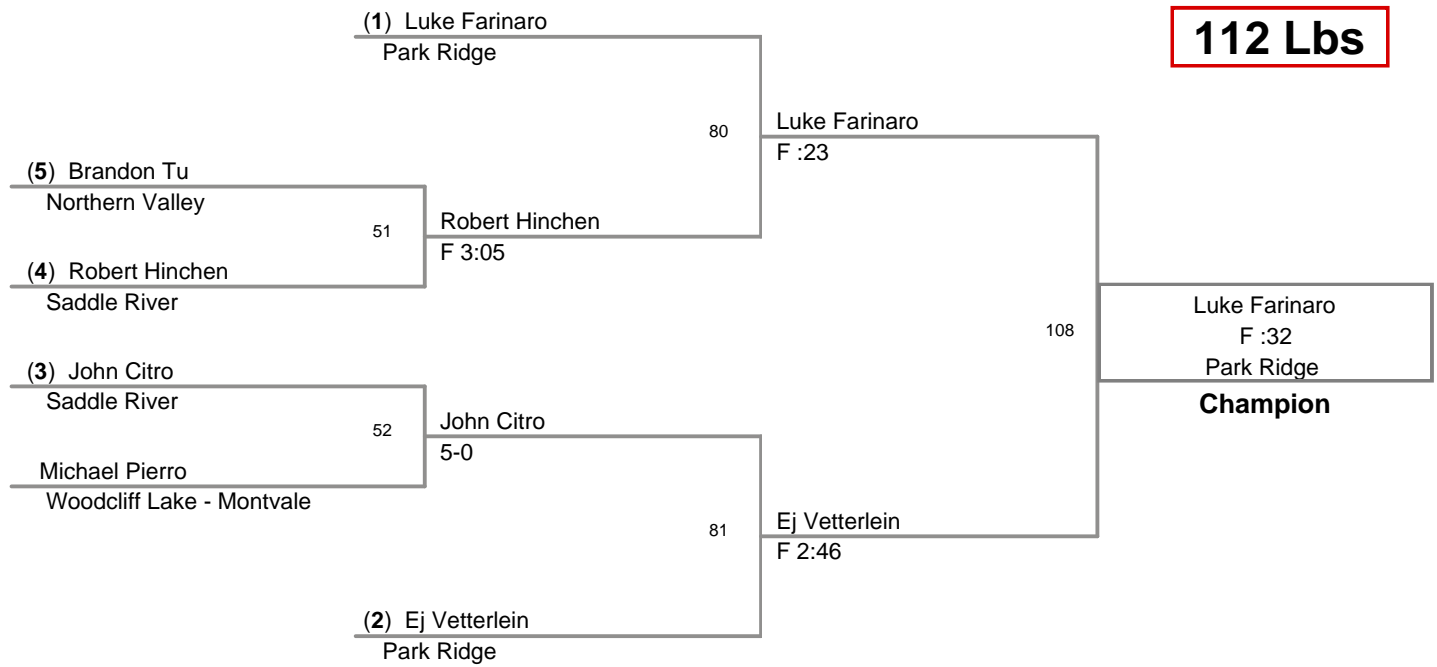 (1) Luke Farinaro
Park Ridge
112 Lbs
80
Luke Farinaro
F :23
(5) Brandon Tu
Northern Valley
51
Robert Hinchen
F 3:05
(4) Robert Hinchen
Saddle River
108
Luke Farinaro
F :32
Park Ridge
Champion
(3) John Citro
Saddle River
52
John Citro
5-0
Michael Pierro
Woodcliff Lake - Montvale
81
Ej Vetterlein
F 2:46
(2) Ej Vetterlein
Park Ridge